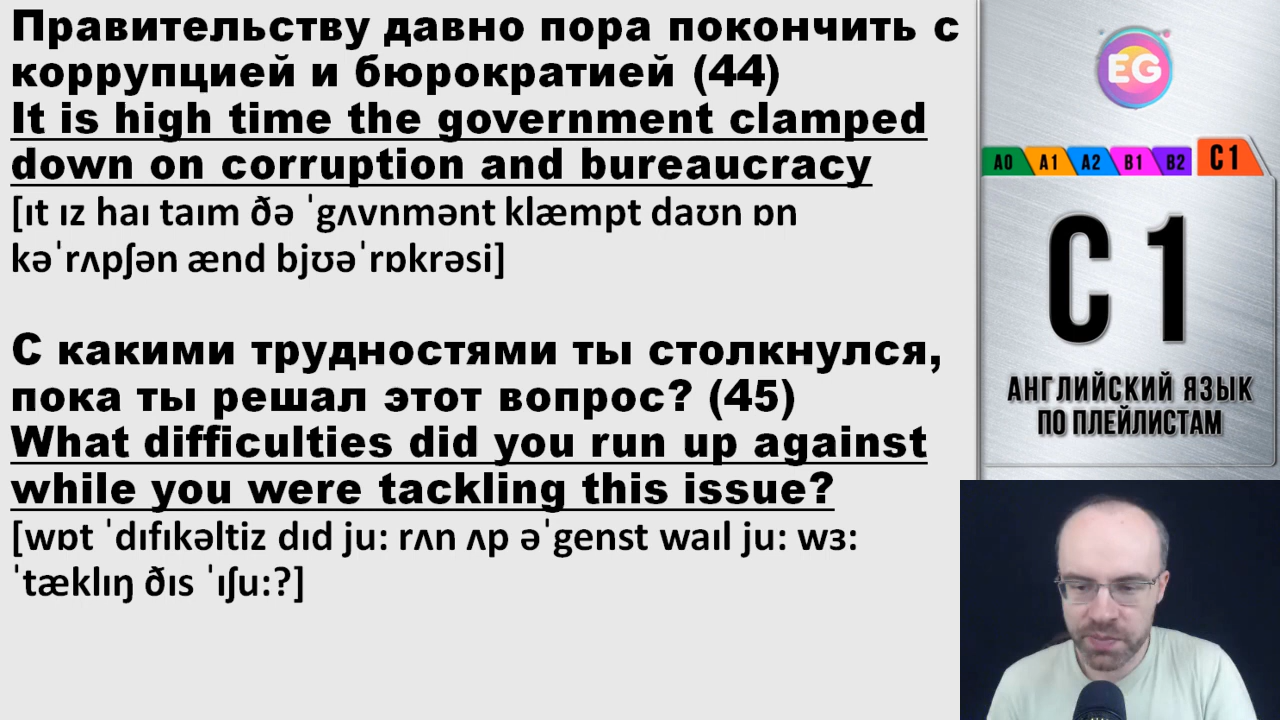 Правительству давно пора покончить с
коррупцией и бюрократией (44)
It is high time the government clamped
down on corruption and bureaucracy
[ɪt ɪz haɪ taɪm ðə ˈgʌvnmənt klæmpt daʊn ɒn
kəˈrʌpʃən ænd bjʊəˈrɒkrəsi]
С какими трудностями ты столкнулся,
пока ты решал этот вопрос? (45)
What difficulties did you run up against
while you were tackling this issue?
[wɒt ˈdɪfɪkəltiz dɪd ju: rʌn ʌp əˈgenst waɪl ju: wɜ:
ˈtæklɪŋ ðɪs ˈɪʃu:?]
EG
A0 A1 A2 B1 B2 C1
C1
АНГЛИЙСКИЙ ЯЗЫК
ПО ПЛЕЙЛИСТАМ